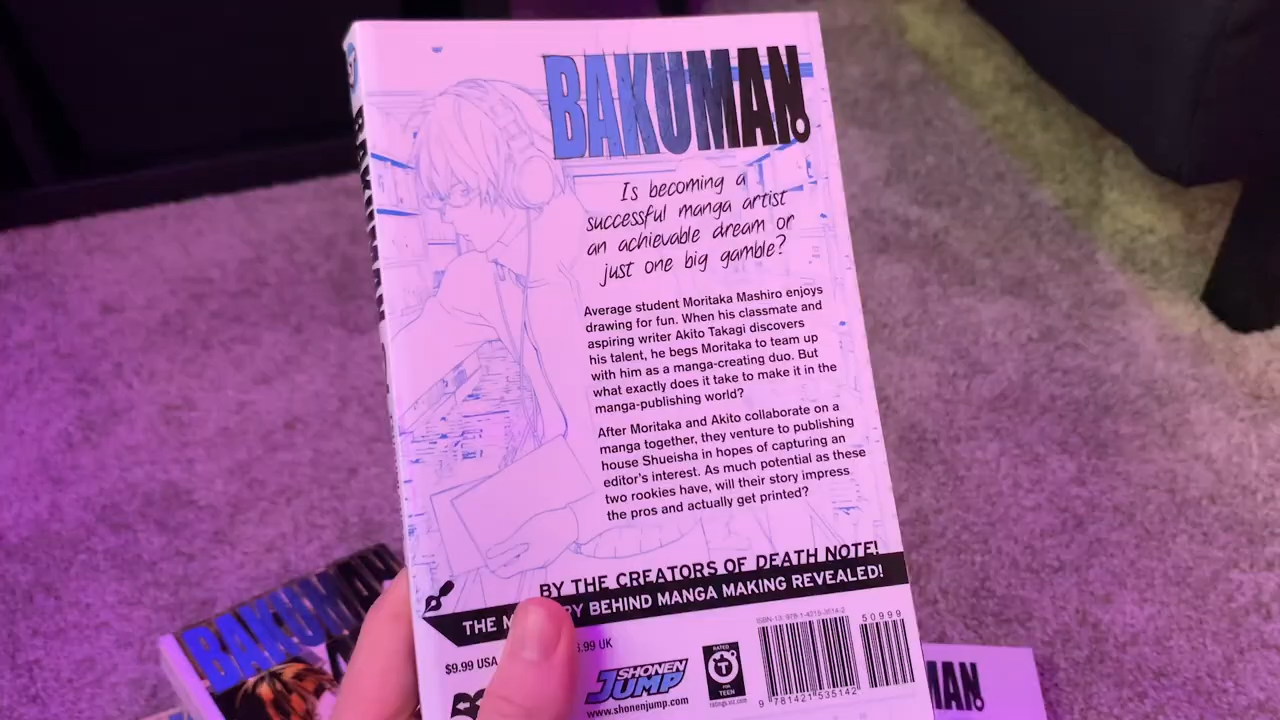 BAKUMAN
BAKUMAN.
Is becoming a
successful manga artist
an achievable dream or
just one big gamble?
Average student Moritaka Mashiro enjoys
drawing for fun. When his classmate and
aspiring writer Akito Takagi discovers
his talent, he begs Moritaka to team up
with him as a manga-creating duo. But
what exactly does it take to make it in the
manga-publishing world?
After Moritaka and Akito collaborate on a
manga together, they venture to publishing
house Shueisha in hopes of capturing an
editor's interest. As much potential as these
two rookies have, will their story impress
the pros and actually get printed?
BY THE CREATORS OF DEATH NOTE!
THE RY BEHIND MANGA MAKING REVEALED!
$9.99 USA .99 UK
SHONEN
JUMP
www.shonenjump.com
RATED
T
FOR
TEEN
ratings.viz.com
ISBN-13: 978-1-4215-3514-2
50999
9 781421 535142
BAKUMAN
MAN.